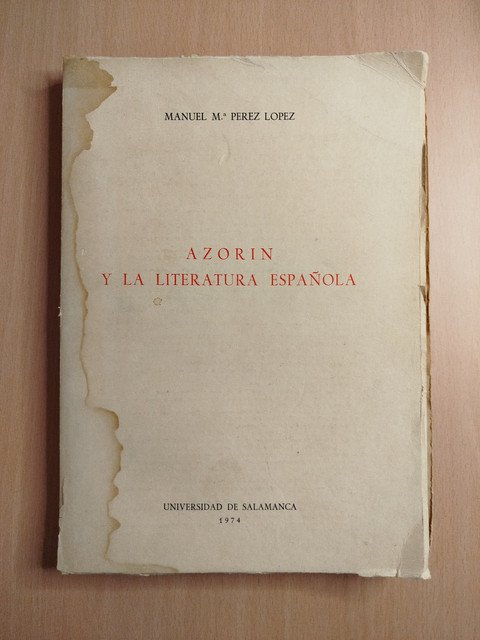 MANUEL M.ª PEREZ LOPEZ
AZORIN
Y LA LITERATURA ESPAÑOLA
UNIVERSIDAD DE SALAMANCA
1974